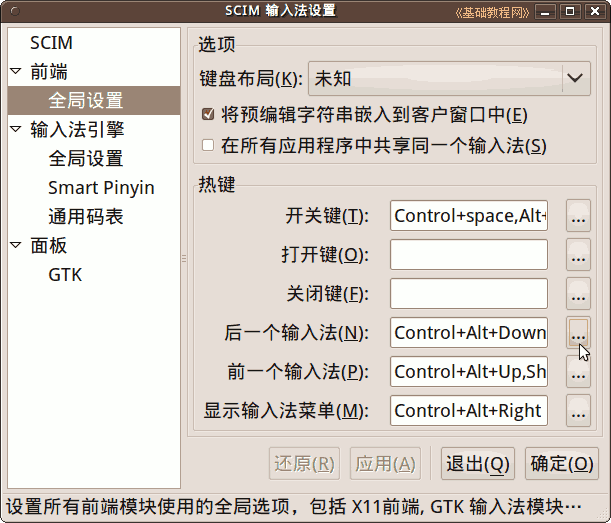 SCIM 输入法设置
《基础教程网》
SCIM
前端
全局设置
输入法引擎
全局设置
Smart Pinyin
通用码表
面板
GTK
选项
键盘布局(K): 未知
将预编辑字符串嵌入到客户窗口中(E)
在所有应用程序中共享同一个输入法(S)
热键
开关键(T): Control+space,Alt+ ...
打开键(O): ...
关闭键(F): ...
后一个输入法(N): Control+Alt+Down ...
前一个输入法(P): Control+Alt+Up,Sh ...
显示输入法菜单(M): Control+Alt+Right ...
还原(R) 应用(A) 退出(Q) 确定(O)
设置所有前端模块使用的全局选项，包括 X11前端, GTK 输入法模块…